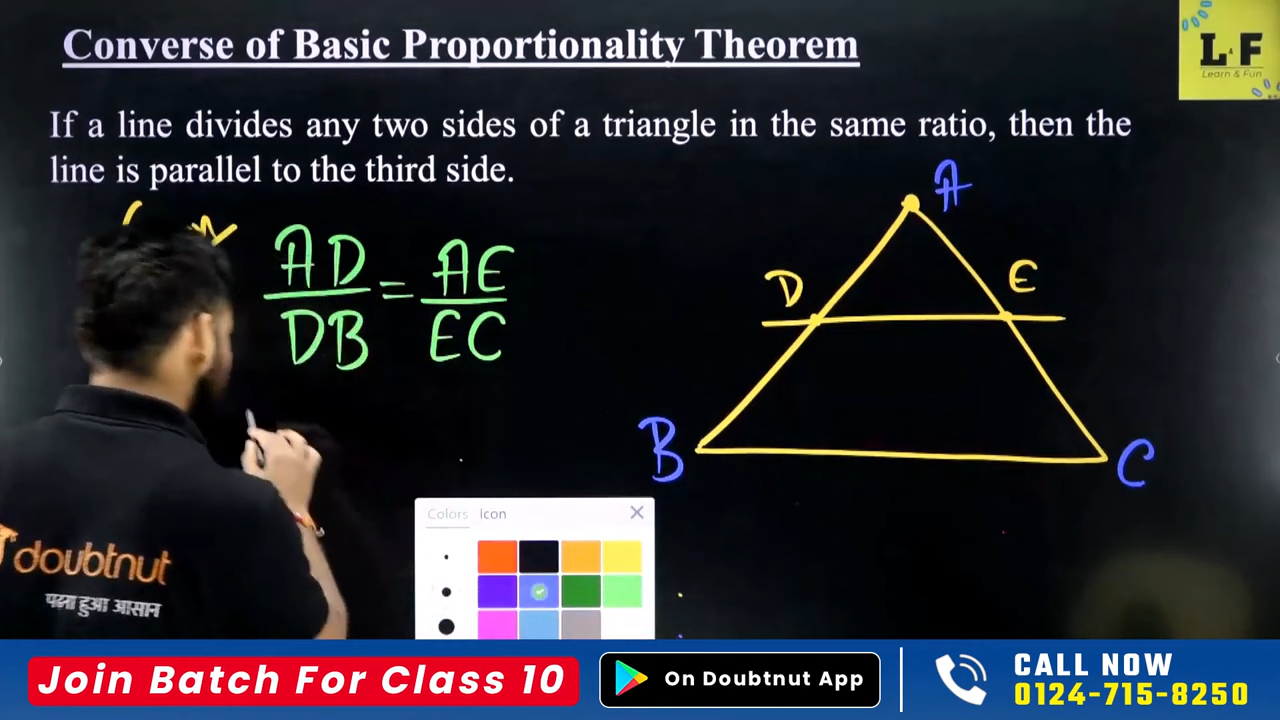 Converse of Basic Proportionality Theorem
L & F
Learn & Fun
If a line divides any two sides of a triangle in the same ratio, then the
line is parallel to the third side.
A
AD/DB = AE/EC
D
E
B
C
Colors Icon
doubtnut
पढ़ना हुआ आसान
Join Batch For Class 10
On Doubtnut App
CALL NOW
0124-715-8250